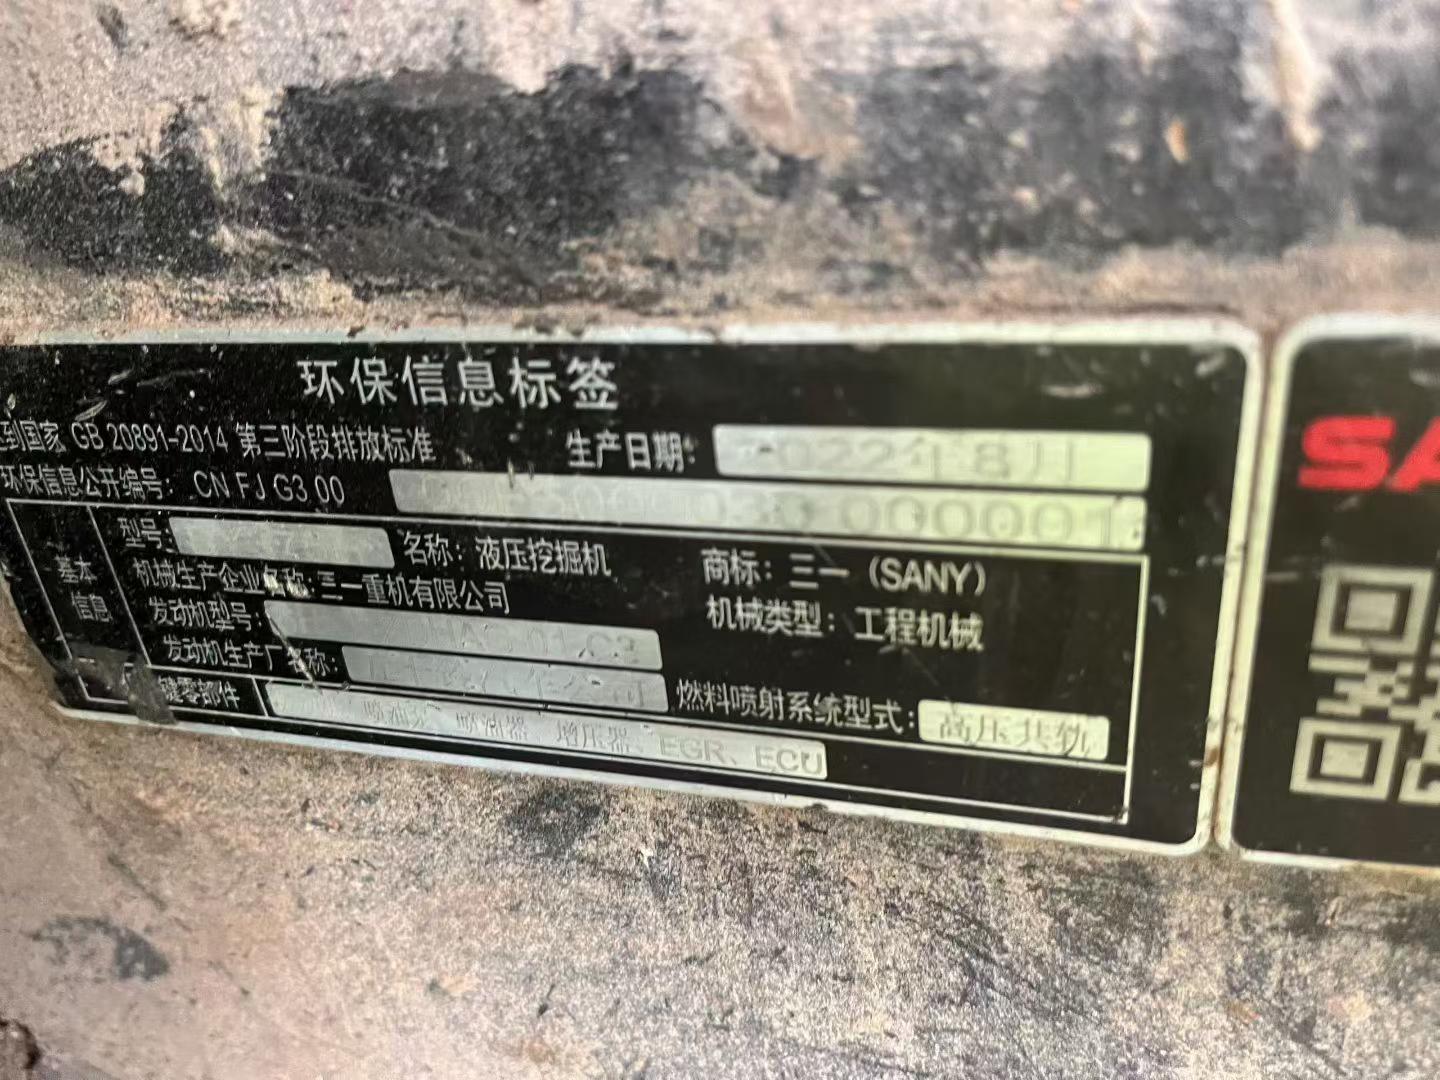 环保信息标签
到国家 GB 20891-2014 第三阶段排放标准
生产日期: 2022年8月
环保信息公开编号: CN FJ G3 00
基本
信息
型号:
名称: 液压挖掘机
商标: 三一 (SANY)
机械生产企业名称: 三一重机有限公司
机械类型: 工程机械
发动机型号:
发动机生产厂名称:
键零部件
喷油器 增压器、EGR、ECU
燃料喷射系统型式: 高压共轨
SA